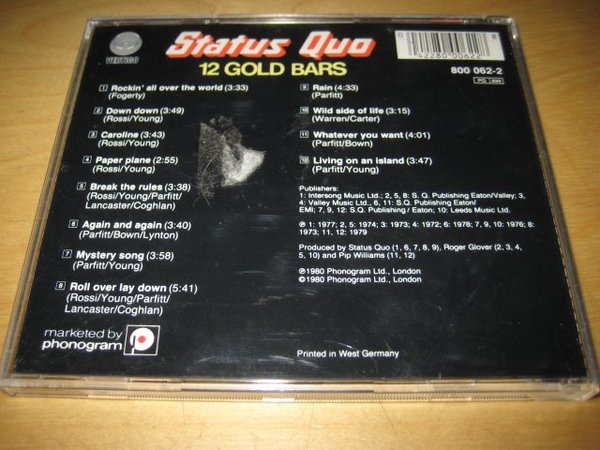 VERTIGO
Status Quo
12 GOLD BARS
0
8
42280 00622
800 062-2
PG
1 Rockin' all over the world (3:33)
(Fogerty)
2 Down down (3:49)
(Rossi/Young)
3 Caroline (3:43)
(Rossi/Young)
4 Paper plane (2:55)
(Rossi/Young)
5 Break the rules (3:38)
(Rossi/Young/Parfitt/
Lancaster/Coghlan)
6 Again and again (3:40)
(Parfitt/Bown/Lynton)
7 Mystery song (3:58)
(Parfitt/Young)
8 Roll over lay down (5:41)
(Rossi/Young/Parfitt/
Lancaster/Coghlan)
marketed by
phonogram
9 Rain (4:33)
(Parfitt)
10 Wild side of life (3:15)
(Warren/Carter)
11 Whatever you want (4:01)
(Parfitt/Bown)
12 Living on an island (3:47)
(Parfitt/Young)
Publishers:
1: Intersong Music Ltd.; 2, 5, 8: S. Q. Publishing Eaton/Valley; 3,
4: Valley Music Ltd., 6, 11: S.Q. Publishing Eaton/
EMI; 7, 9, 12: S.Q. Publishing / Eaton; 10: Leeds Music Ltd.
℗ 1: 1977; 2, 5: 1974; 3: 1973; 4: 1972; 6: 1978; 7, 9, 10: 1976; 8:
1973; 11, 12: 1979
Produced by Status Quo (1, 6, 7, 8, 9), Roger Glover (2, 3, 4,
5, 10) and Pip Williams (11, 12)
℗1980 Phonogram Ltd., London
©1980 Phonogram Ltd., London
Printed in West Germany